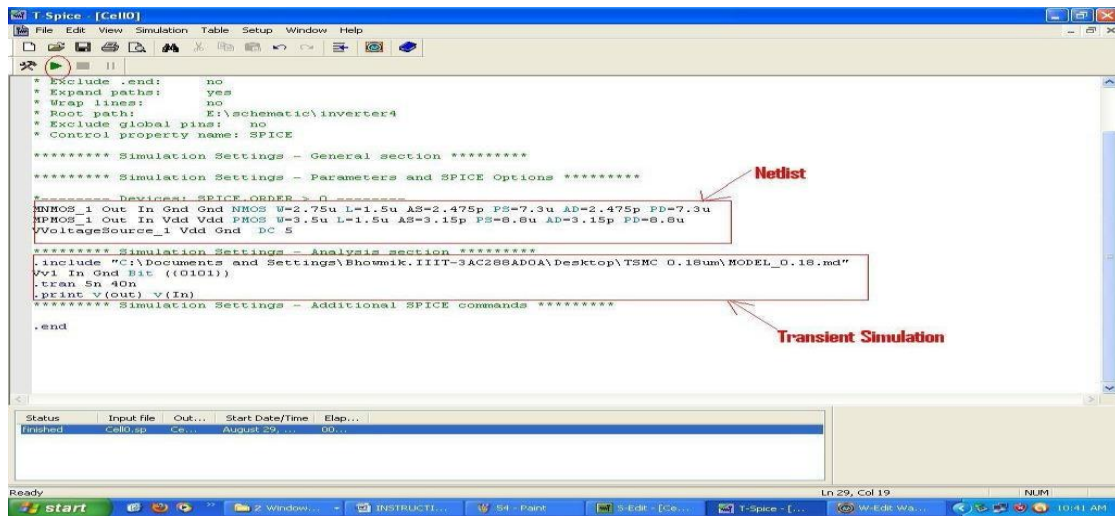 T-Spice - [Cell0]
File Edit View Simulation Table Setup Window Help
* Exclude .end: no
* Expand paths: yes
* Wrap lines: no
* Root path: E:\schematic\inverter4
* Exclude global pins: no
* Control property name: SPICE
********* Simulation Settings - General section *********
********* Simulation Settings - Parameters and SPICE Options *********
Netlist
*--------- Devices: SPICE.ORDER > 0 ---------
MNMOS_1 Out In Gnd Gnd NMOS W=2.75u L=1.5u AS=2.475p PS=7.3u AD=2.475p PD=7.3u
MPMOS_1 Out In Vdd Vdd PMOS W=3.5u L=1.5u AS=3.15p PS=8.8u AD=3.15p PD=8.8u
VVoltageSource_1 Vdd Gnd DC 5
********* Simulation Settings - Analysis section *********
.include "C:\Documents and Settings\Bhowmik.IIIT-3AC288AD0A\Desktop\TSMC 0.18um\MODEL_0.18.md"
Vv1 In Gnd Bit ((0101))
.tran 5n 40n
.print v(out) v(In)
********* Simulation Settings - Additional SPICE commands *********
.end
Transient Simulation
Status Input file Out... Start Date/Time Elap...
finished Cell0.sp Ce... August 29, ... 00...
Ready Ln 29, Col 19 NUM
start 2 Window... INSTRUCTI... 54 - Paint S-Edit - [Ce... T-Spice - [... W-Edit Wa... 10:41 AM